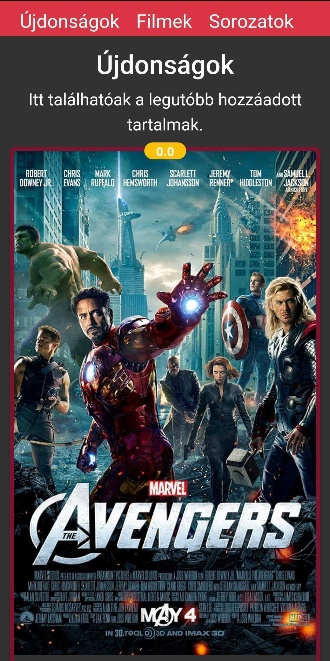 Újdonságok Filmek Sorozatok
Újdonságok
Itt találhatóak a legutóbb hozzáadott
tartalmak.
0.0
ROBERT DOWNEY JR. CHRIS EVANS MARK RUFFALO CHRIS HEMSWORTH SCARLETT JOHANSSON JEREMY RENNER TOM HIDDLESTON AND SAMUEL L. JACKSON
MARVEL
THE AVENGERS
MAY 4
IN 3D, REAL D 3D AND IMAX 3D